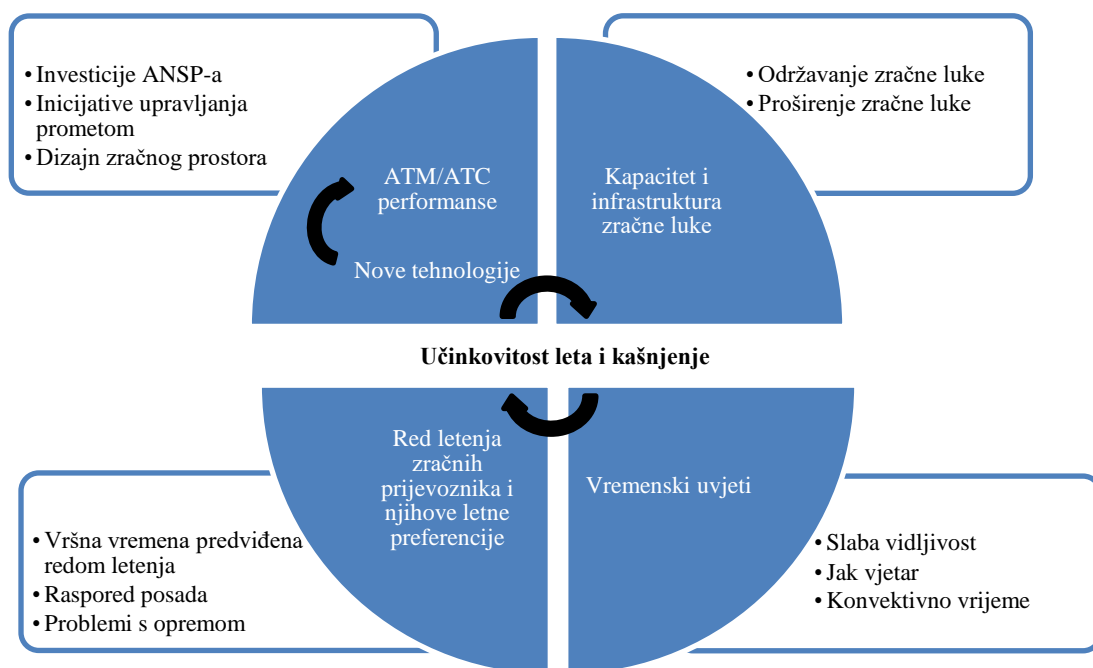 • Investicije ANSP-a
• Inicijative upravljanja
prometom
• Dizajn zračnog prostora
• Održavanje zračne luke
• Proširenje zračne luke
ATM/ATC
performanse
Nove tehnologije
Kapacitet i
infrastruktura
zračne luke
Učinkovitost leta i kašnjenje
Red letenja
zračnih
prijevoznika i
njihove letne
preferencije
Vremenski uvjeti
• Vršna vremena predviđena
redom letenja
• Raspored posada
• Problemi s opremom
• Slaba vidljivost
• Jak vjetar
• Konvektivno vrijeme